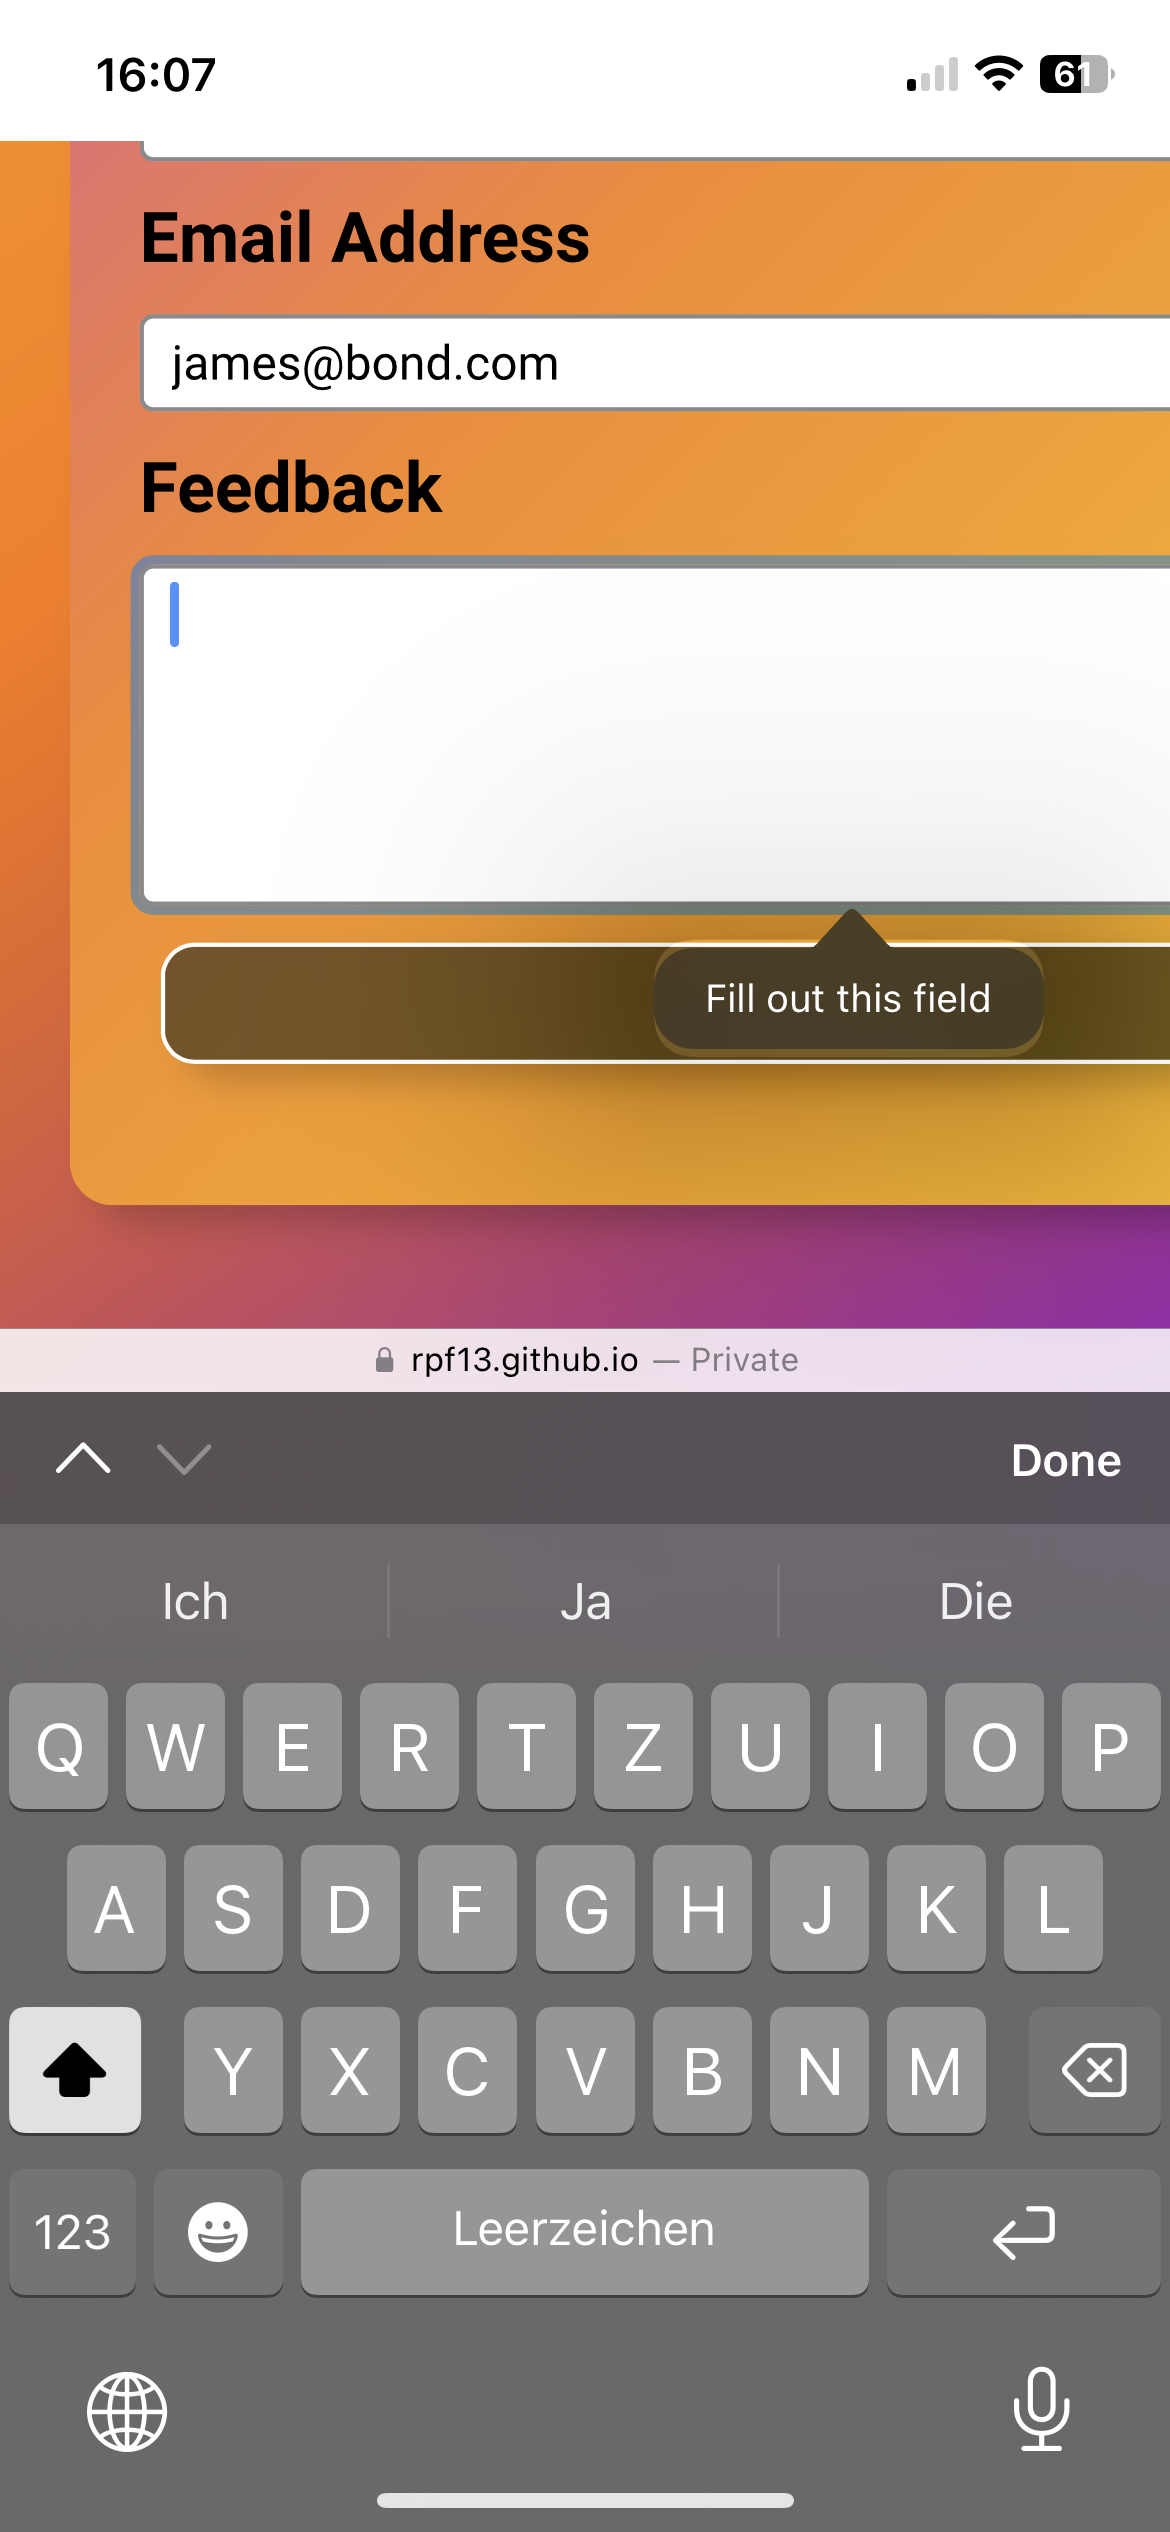 16:07
61
Email Address
james@bond.com
Feedback
Fill out this field
rpf13.github.io — Private
Done
Ich Ja Die
Q W E R T Z U I O P
A S D F G H J K L
Y X C V B N M
123 Leerzeichen